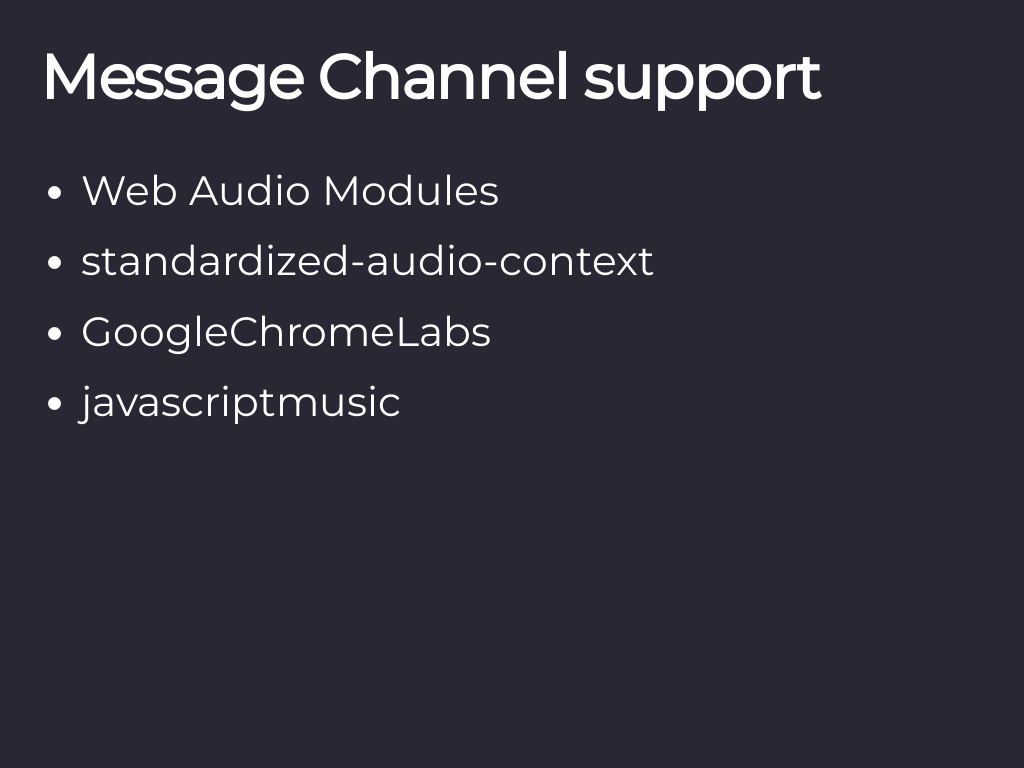 Message Channel support
• Web Audio Modules
• standardized-audio-context
• GoogleChromeLabs
• javascriptmusic